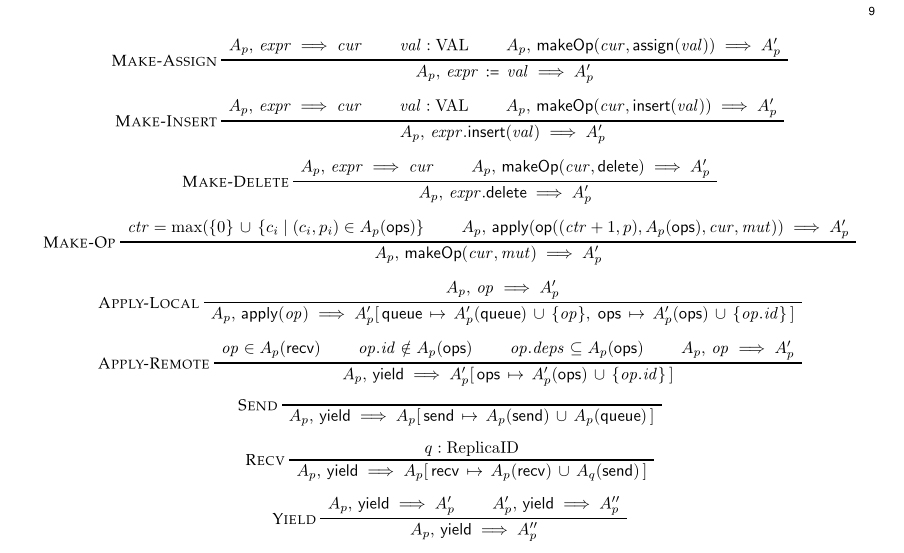 9
MAKE-ASSIGN A_p, expr ⟹ cur val : VAL A_p, makeOp(cur, assign(val)) ⟹ A′_p
A_p, expr := val ⟹ A′_p
MAKE-INSERT A_p, expr ⟹ cur val : VAL A_p, makeOp(cur, insert(val)) ⟹ A′_p
A_p, expr.insert(val) ⟹ A′_p
MAKE-DELETE A_p, expr ⟹ cur A_p, makeOp(cur, delete) ⟹ A′_p
A_p, expr.delete ⟹ A′_p
MAKE-OP ctr = max({0} ∪ {c_i | (c_i, p_i) ∈ A_p(ops)} A_p, apply(op((ctr + 1, p), A_p(ops), cur, mut)) ⟹ A′_p
A_p, makeOp(cur, mut) ⟹ A′_p
APPLY-LOCAL A_p, op ⟹ A′_p
A_p, apply(op) ⟹ A′_p[ queue ↦ A′_p(queue) ∪ {op}, ops ↦ A′_p(ops) ∪ {op.id} ]
APPLY-REMOTE op ∈ A_p(recv) op.id ∉ A_p(ops) op.deps ⊆ A_p(ops) A_p, op ⟹ A′_p
A_p, yield ⟹ A′_p[ ops ↦ A′_p(ops) ∪ {op.id} ]
SEND
A_p, yield ⟹ A_p[ send ↦ A_p(send) ∪ A_p(queue) ]
RECV q : ReplicaID
A_p, yield ⟹ A_p[ recv ↦ A_p(recv) ∪ A_q(send) ]
YIELD A_p, yield ⟹ A′_p A′_p, yield ⟹ A″_p
A_p, yield ⟹ A″_p